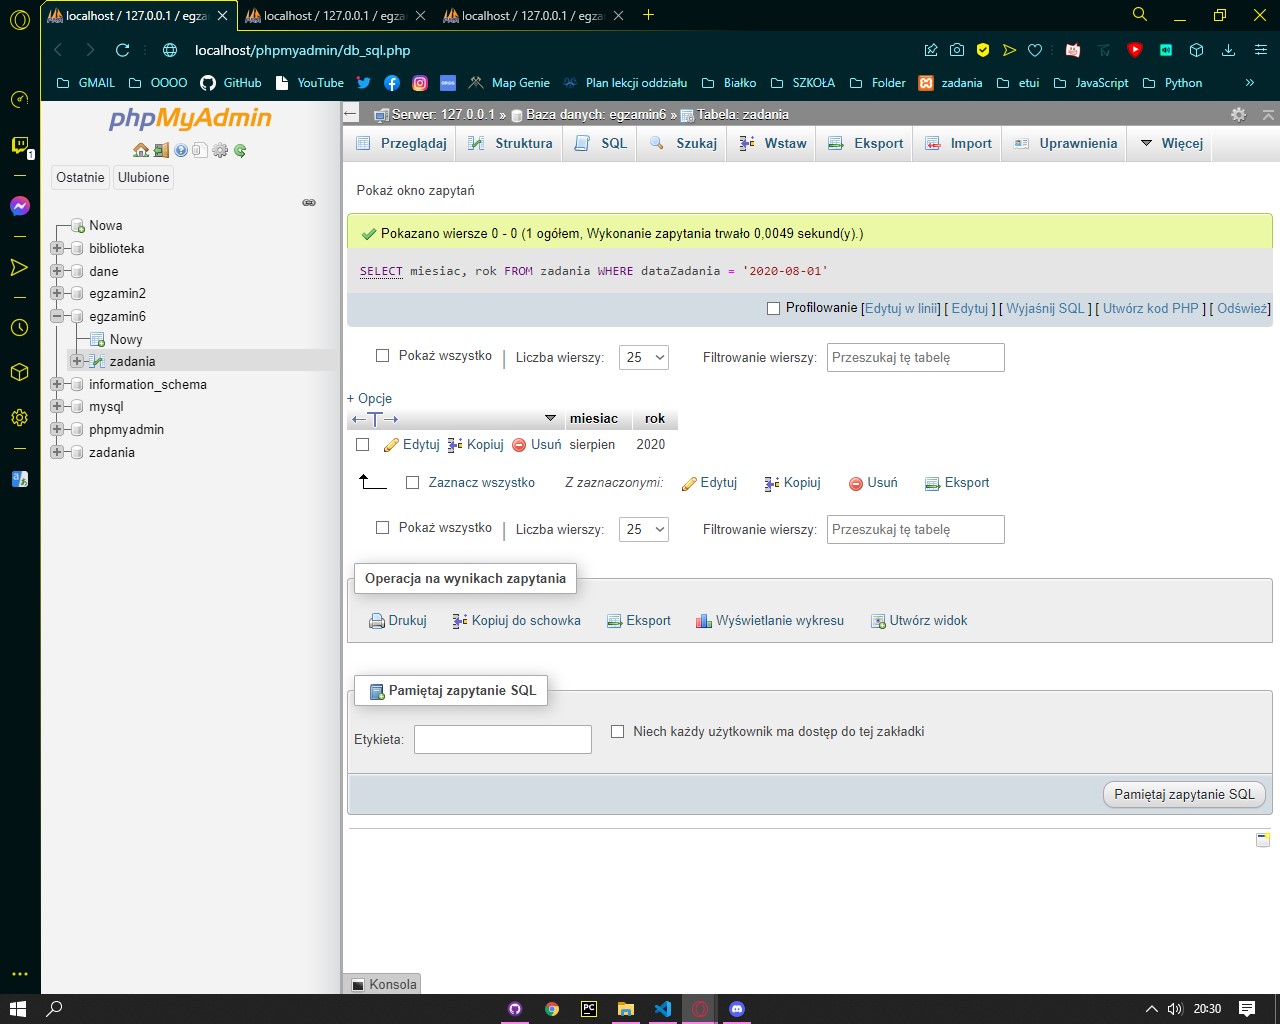 localhost / 127.0.0.1 / egza
localhost / 127.0.0.1 / egza
localhost / 127.0.0.1 / egza
localhost/phpmyadmin/db_sql.php
GMAIL
OOOO
GitHub
YouTube
Map Genie
Plan lekcji oddziału
Białko
SZKOŁA
Folder
zadania
etui
JavaScript
Python
»
phpMyAdmin
Ostatnie
Ulubione
Nowa
biblioteka
dane
egzamin2
egzamin6
Nowy
zadania
information_schema
mysql
phpmyadmin
zadania
1
Serwer: 127.0.0.1 » Baza danych: egzamin6 » Tabela: zadania
Przeglądaj
Struktura
SQL
Szukaj
Wstaw
Eksport
Import
Uprawnienia
Więcej
Pokaż okno zapytań
Pokazano wiersze 0 - 0 (1 ogółem, Wykonanie zapytania trwało 0,0049 sekund(y).)
SELECT miesiac, rok FROM zadania WHERE dataZadania = '2020-08-01'
Profilowanie [Edytuj w linii] [ Edytuj ] [ Wyjaśnij SQL ] [ Utwórz kod PHP ] [ Odśwież]
Pokaż wszystko | Liczba wierszy: 25 Filtrowanie wierszy: Przeszukaj tę tabelę
+ Opcje
←T→ miesiac rok
Edytuj Kopiuj Usuń sierpien 2020
Zaznacz wszystko Z zaznaczonymi: Edytuj Kopiuj Usuń Eksport
Pokaż wszystko | Liczba wierszy: 25 Filtrowanie wierszy: Przeszukaj tę tabelę
Operacja na wynikach zapytania
Drukuj Kopiuj do schowka Eksport Wyświetlanie wykresu Utwórz widok
Pamiętaj zapytanie SQL
Etykieta: Niech każdy użytkownik ma dostęp do tej zakładki
Pamiętaj zapytanie SQL
Konsola
PC
20:30